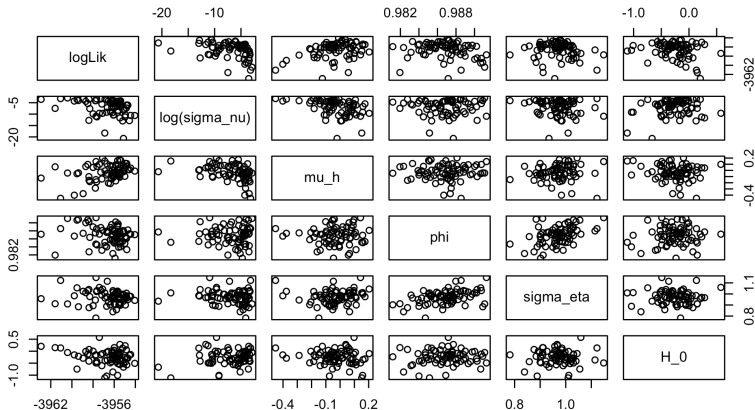 -20 -10
0.982 0.988
-1.0 0.0
logLik
-3962
-20 -5
log(sigma_nu)
mu_h
-0.4 0.2
0.982
phi
sigma_eta
0.8 1.1
-1.0 0.5
H_0
-3962 -3956
-0.4 -0.1 0.2
0.8 1.0